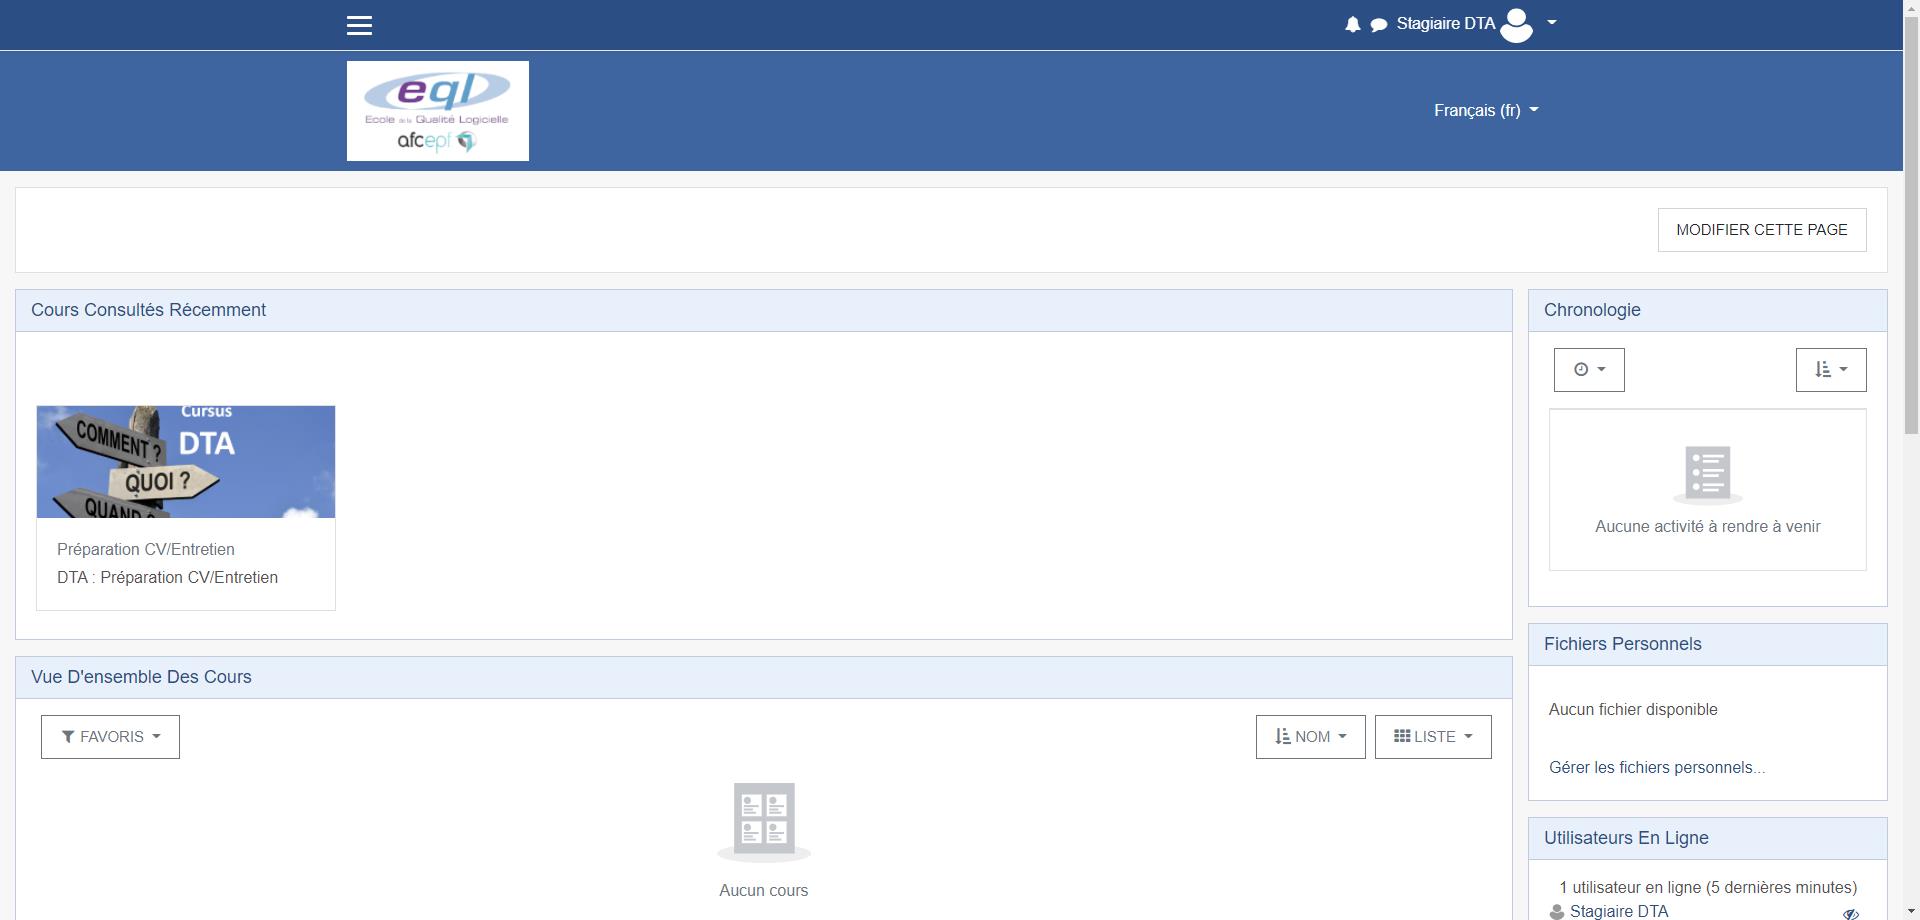 Stagiaire DTA
eql
Ecole de la Qualité Logicielle
afcepf
Français (fr)
MODIFIER CETTE PAGE
Cours Consultés Récemment
Cursus
DTA
COMMENT ?
QUOI ?
QUAND ?
Préparation CV/Entretien
DTA : Préparation CV/Entretien
Vue D'ensemble Des Cours
FAVORIS
NOM
LISTE
Aucun cours
Chronologie
Aucune activité à rendre à venir
Fichiers Personnels
Aucun fichier disponible
Gérer les fichiers personnels...
Utilisateurs En Ligne
1 utilisateur en ligne (5 dernières minutes)
Stagiaire DTA